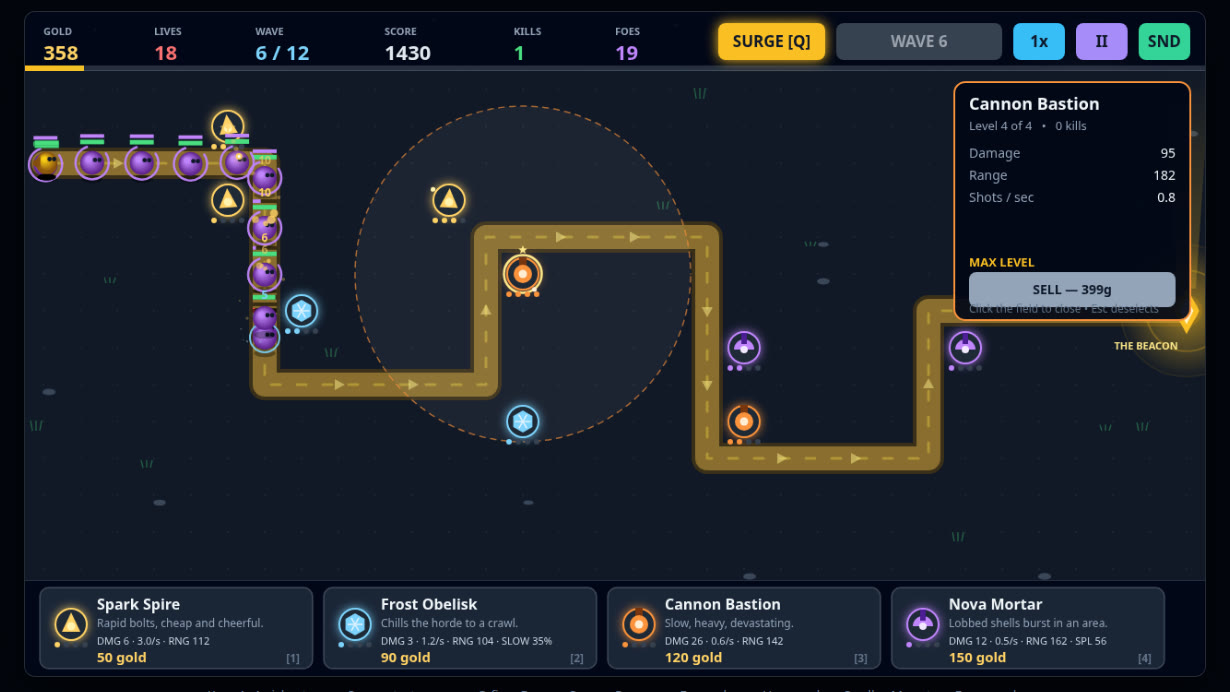 GOLD LIVES WAVE SCORE KILLS FOES
358 18 6 / 12 1430 1 19
SURGE [Q] WAVE 6 1x II SND
Cannon Bastion
Level 4 of 4 • 0 kills
Damage 95
Range 182
Shots / sec 0.8
MAX LEVEL
SELL — 399g
Click the field to close • Esc deselects
10
10
6
6
5
THE BEACON
Spark Spire
Rapid bolts, cheap and cheerful.
DMG 6 · 3.0/s · RNG 112
50 gold [1]
Frost Obelisk
Chills the horde to a crawl.
DMG 3 · 1.2/s · RNG 104 · SLOW 35%
90 gold [2]
Cannon Bastion
Slow, heavy, devastating.
DMG 26 · 0.6/s · RNG 142
120 gold [3]
Nova Mortar
Lobbed shells burst in an area.
DMG 12 · 0.5/s · RNG 162 · SPL 56
150 gold [4]